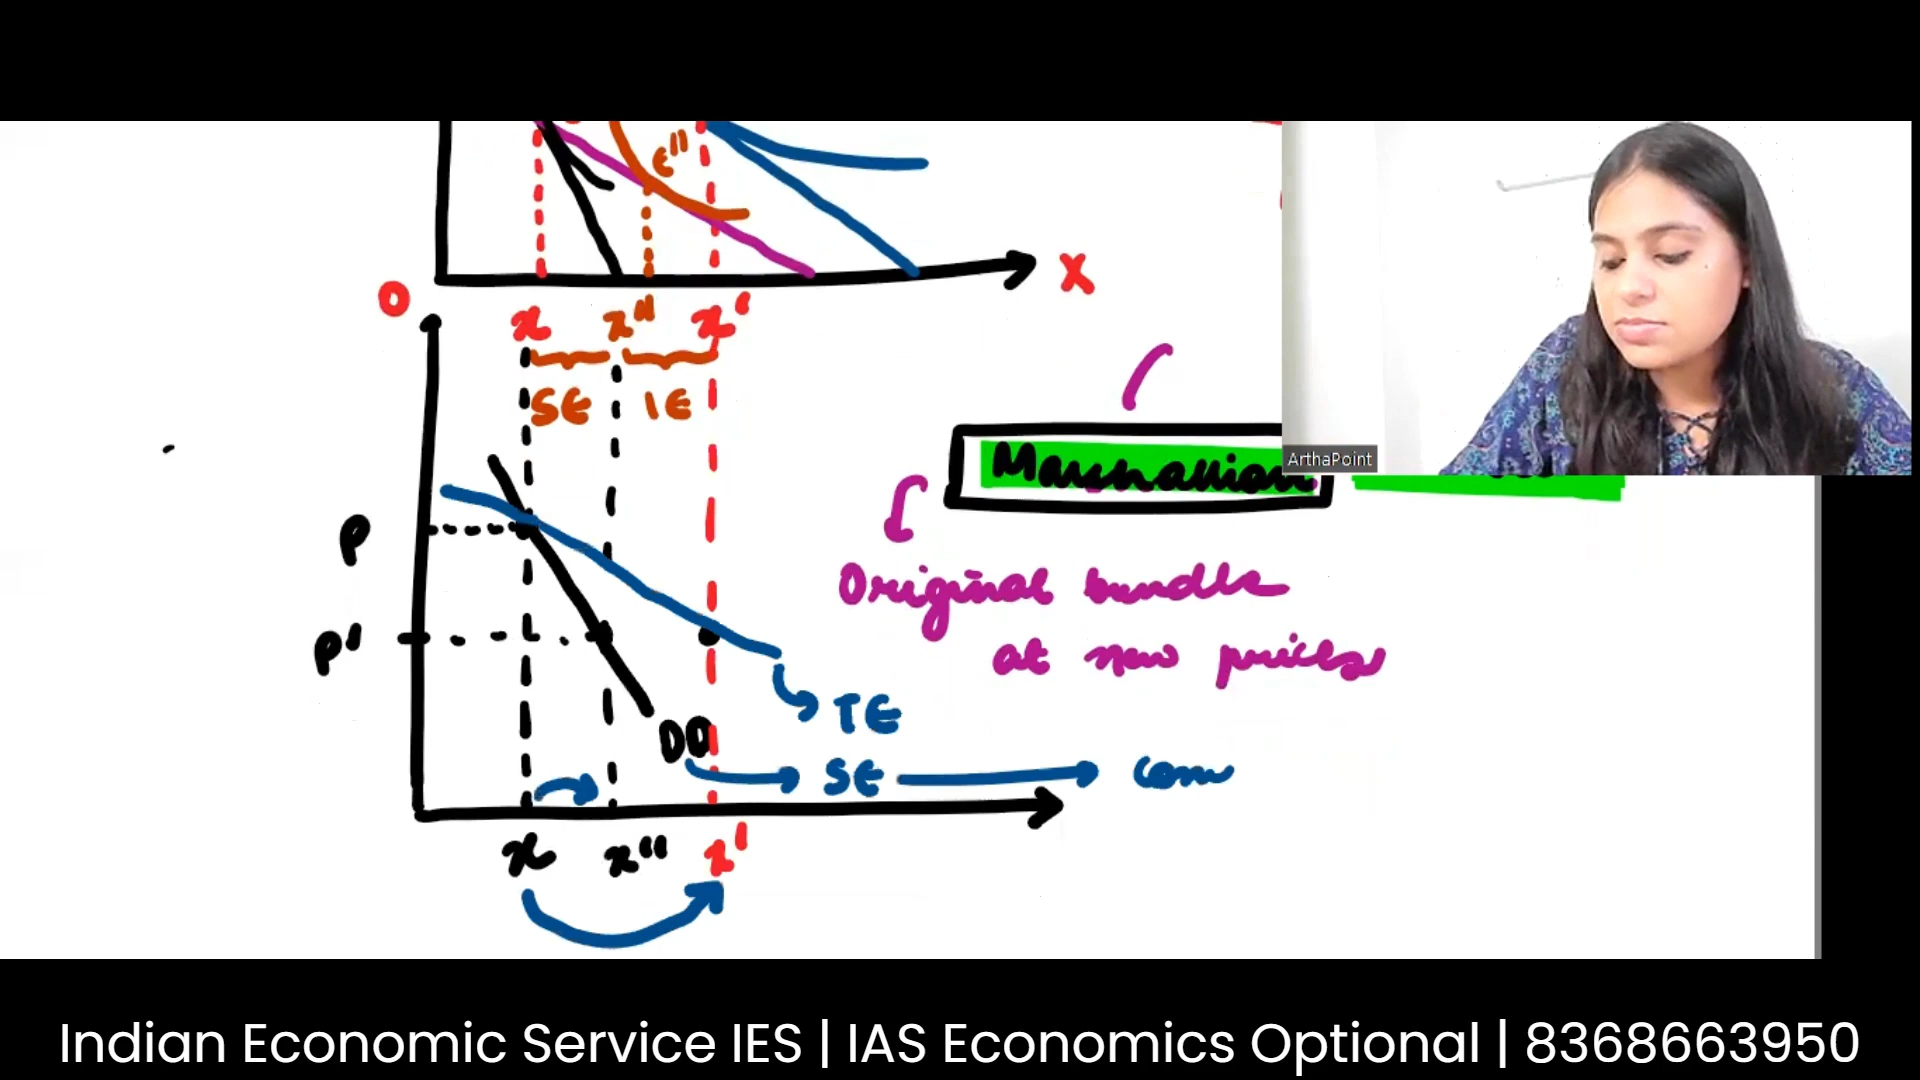 E"
X
O
x x" x'
SE IE
ArthaPoint
Marshallian
P
Original bundle
P' at new prices
TE
DD
SE com
x x" x'
Indian Economic Service IES | IAS Economics Optional | 8368663950